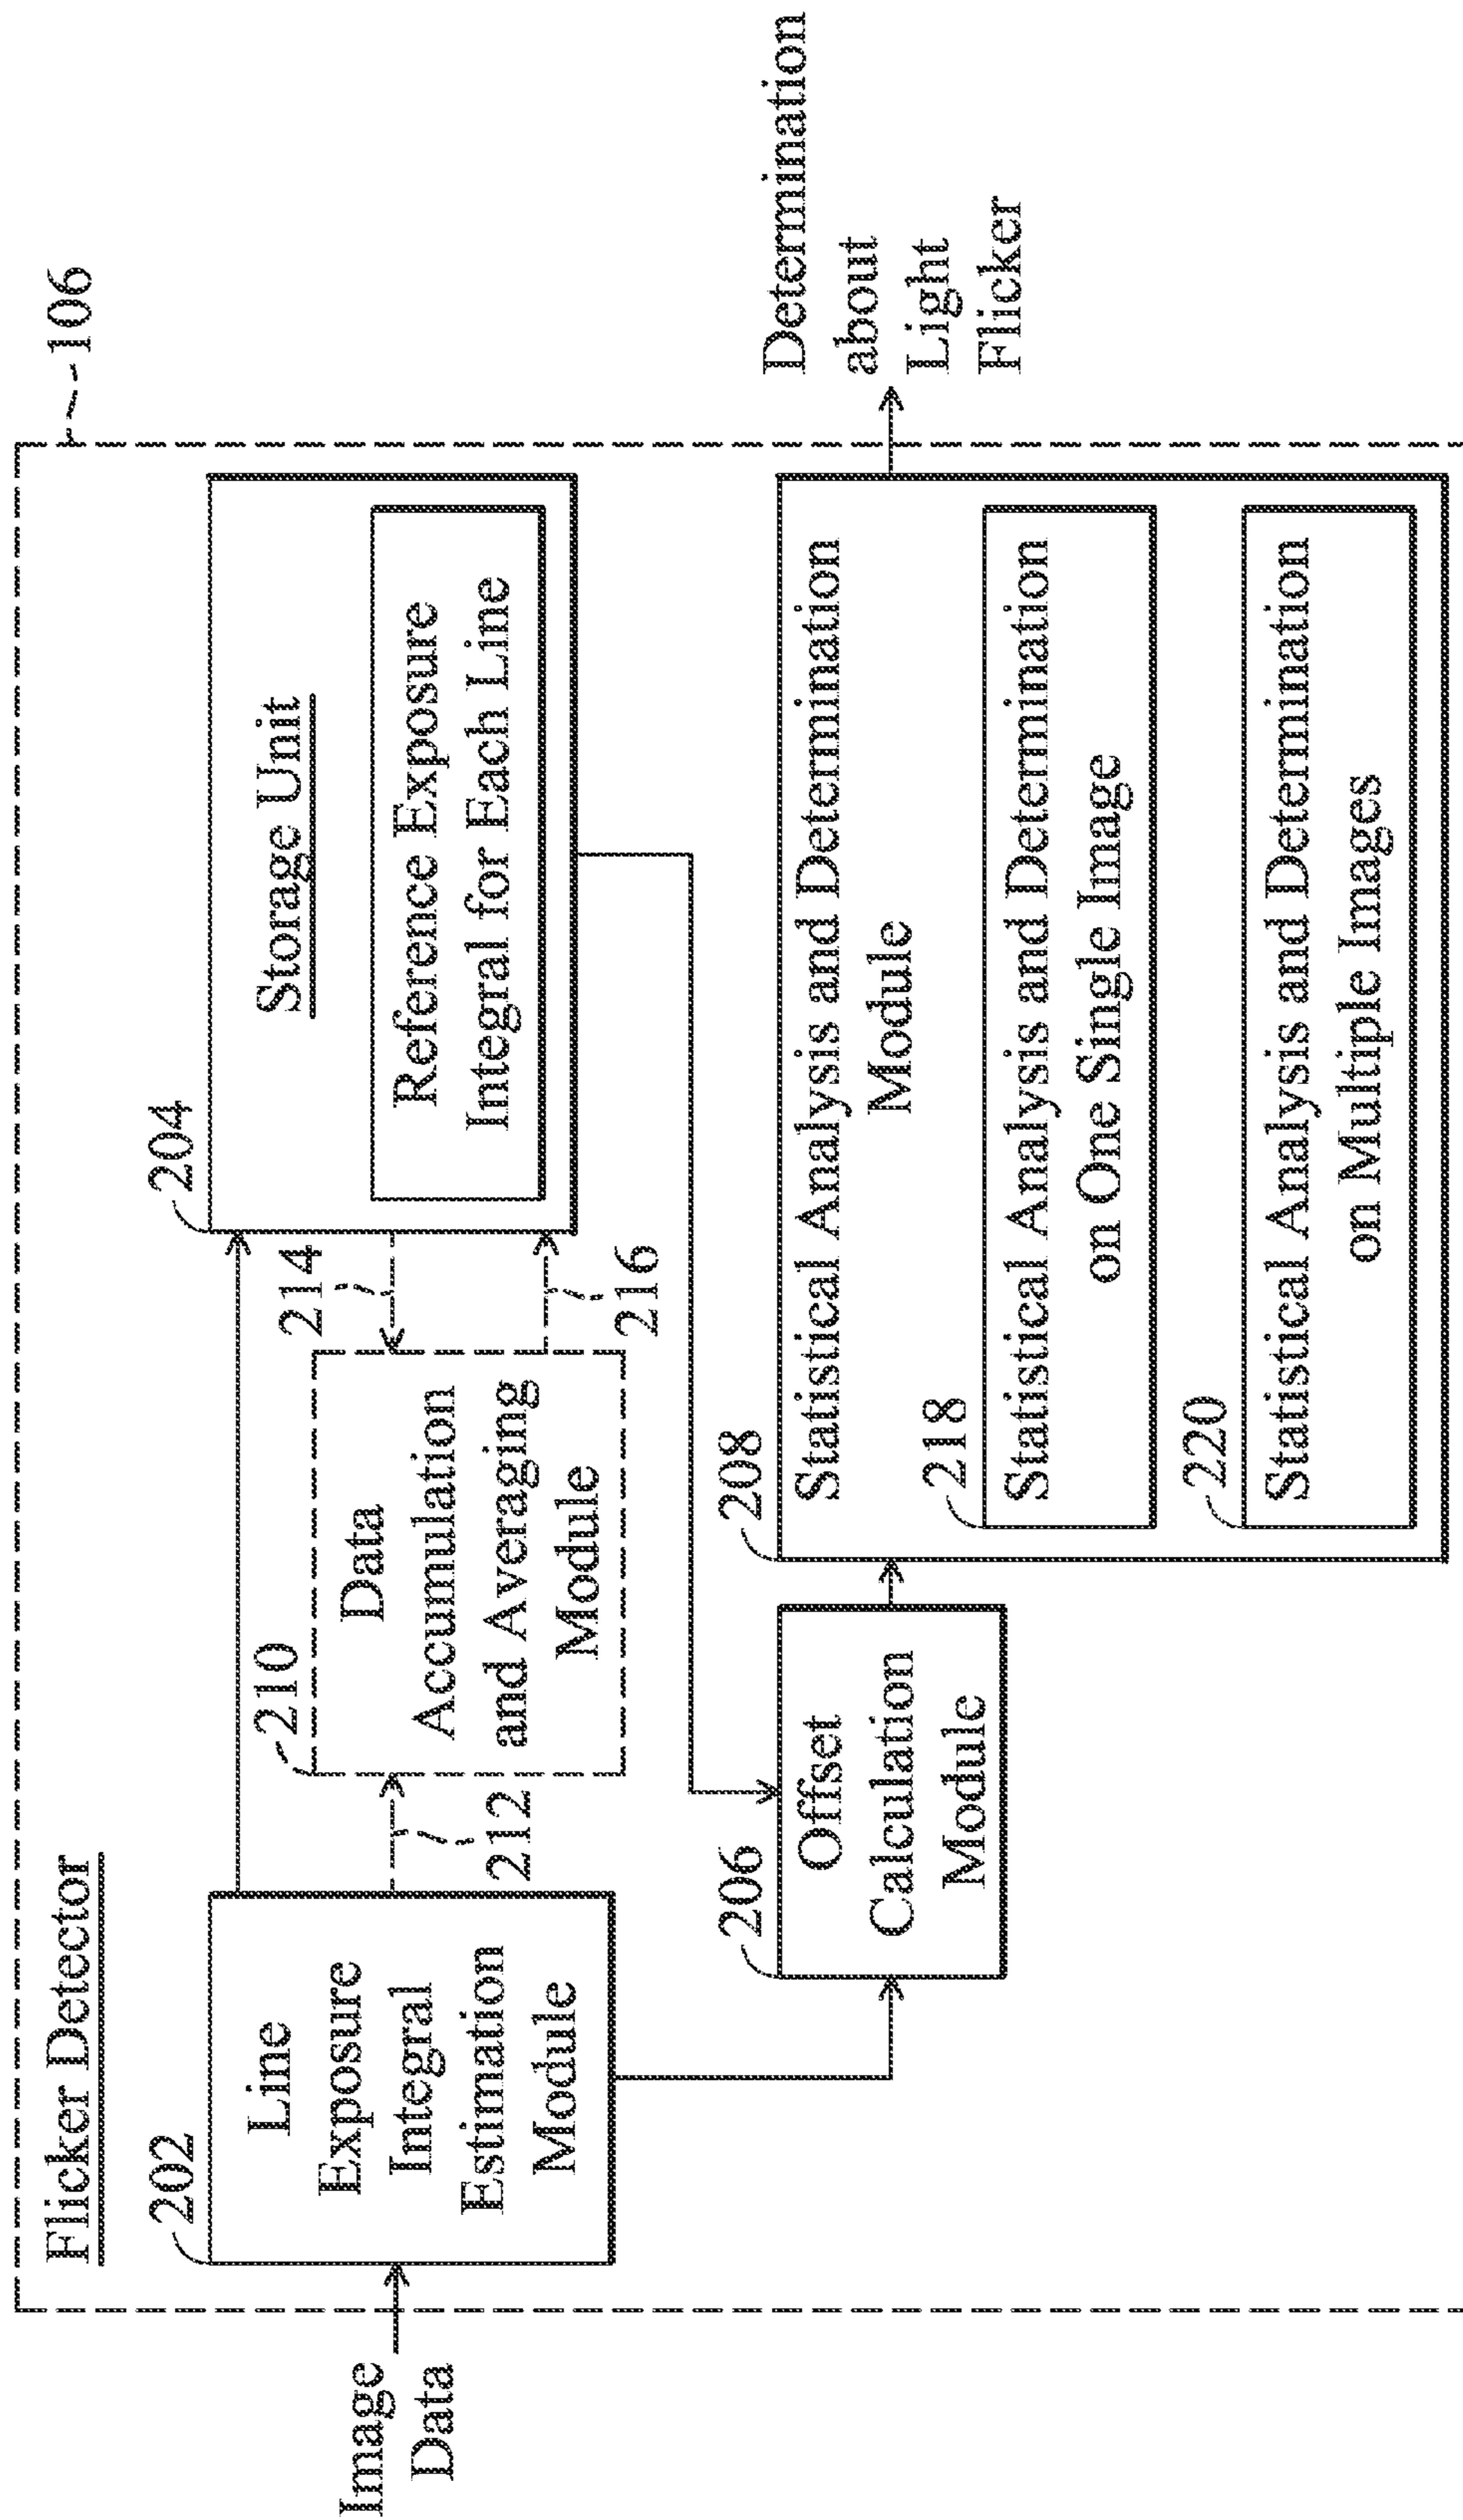 Flicker Detector
106
Image
Data
202
Line
Exposure
Integral
Estimation
Module
210
Data
Accumulation
and Averaging
Module
212
214
216
204
Storage Unit
Reference Exposure
Integral for Each Line
206
Offset
Calculation
Module
208
Statistical Analysis and Determination
Module
218
Statistical Analysis and Determination
on One Single Image
220
Statistical Analysis and Determination
on Multiple Images
Determination
about
Light
Flicker